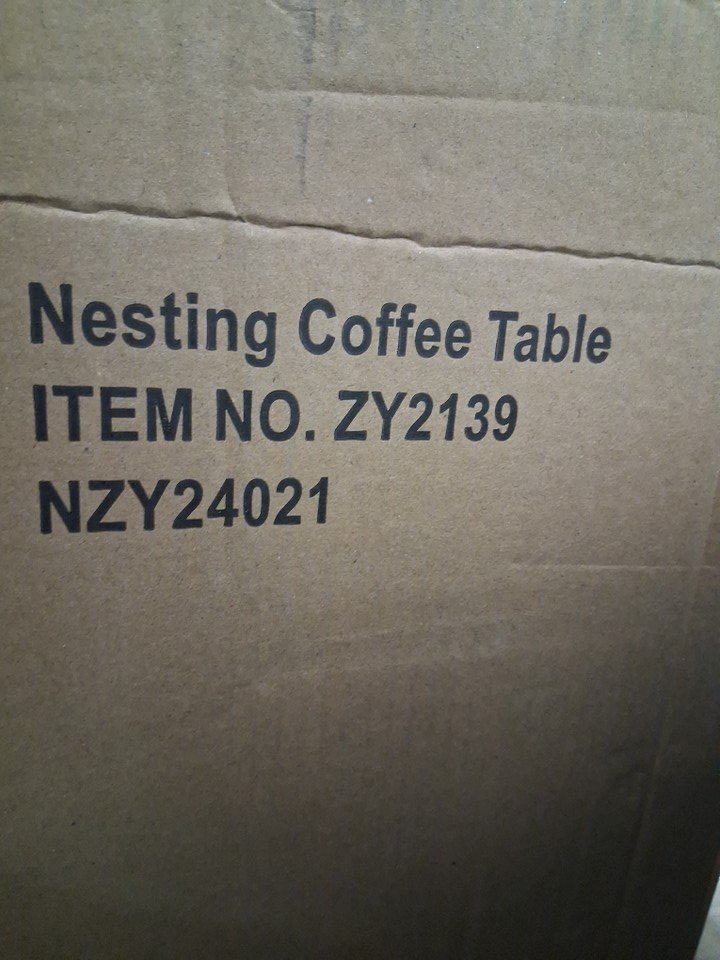 Nesting Coffee Table
ITEM NO. ZY2139
NZY24021